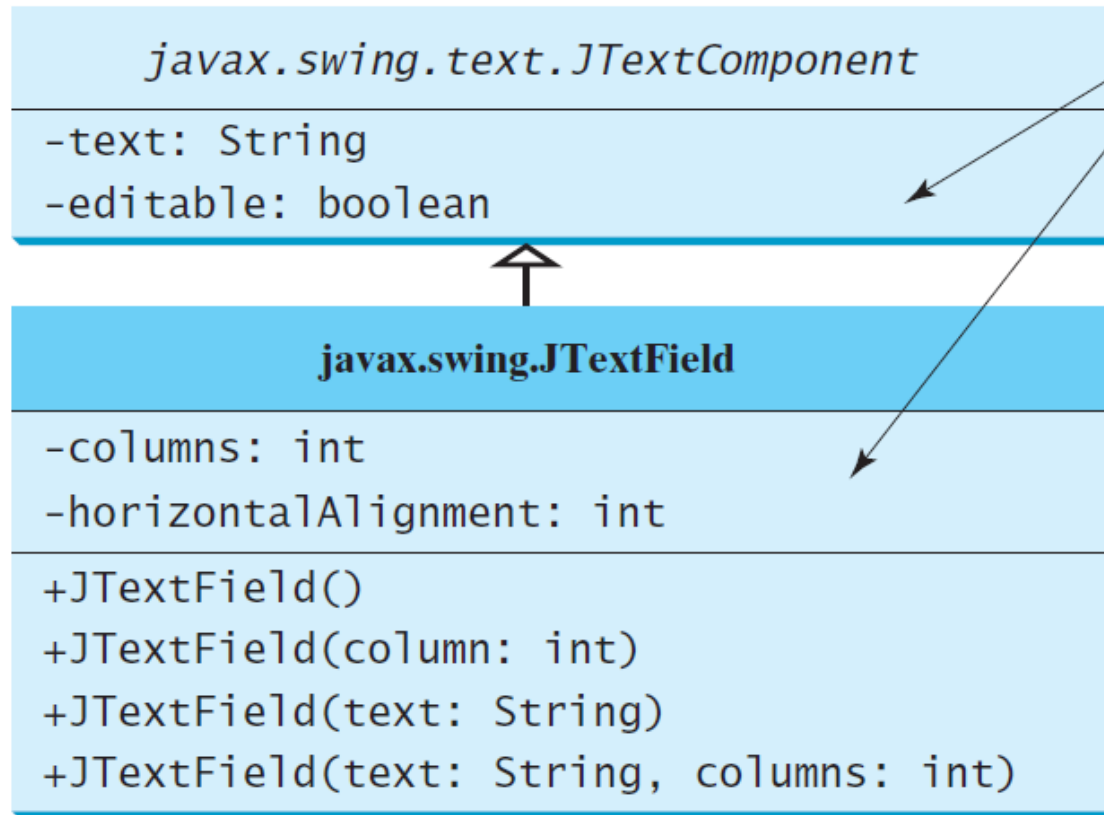 javax.swing.text.JTextComponent
-text: String
-editable: boolean
javax.swing.JTextField
-columns: int
-horizontalAlignment: int
+JTextField()
+JTextField(column: int)
+JTextField(text: String)
+JTextField(text: String, columns: int)